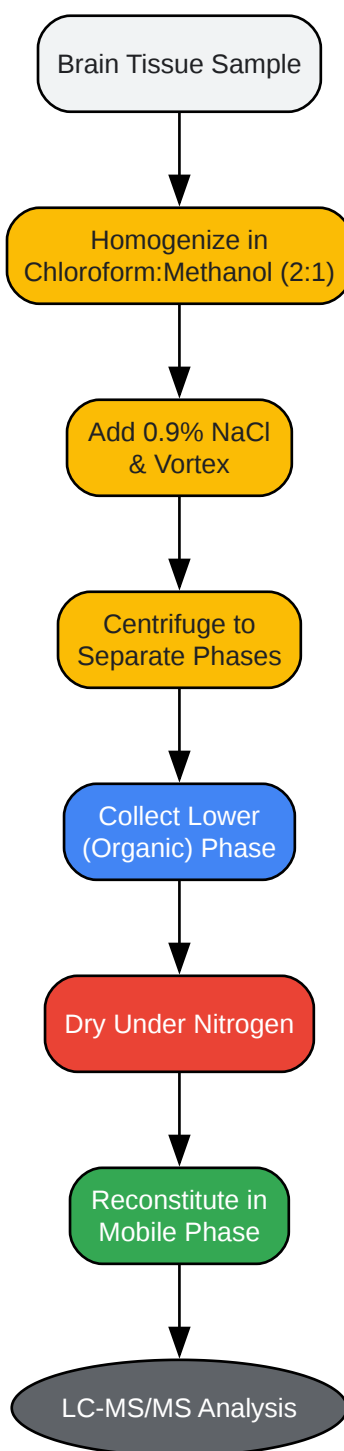 Brain Tissue Sample
Homogenize in
Chloroform:Methanol (2:1)
Add 0.9% NaCl
& Vortex
Centrifuge to
Separate Phases
Collect Lower
(Organic) Phase
Dry Under Nitrogen
Reconstitute in
Mobile Phase
LC-MS/MS Analysis